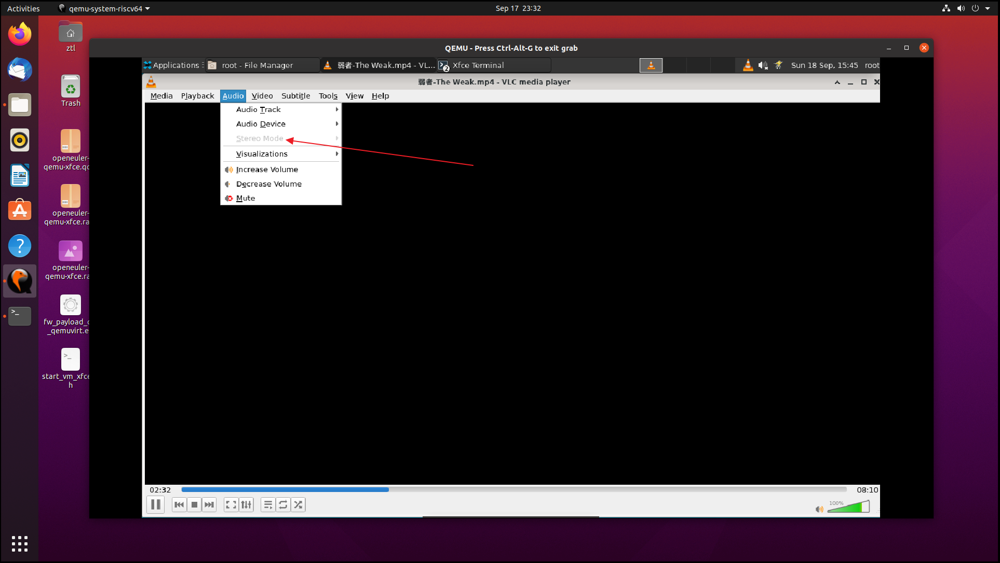 Activities
qemu-system-riscv64
Sep 17 23:32
ztl
Trash
openeuler-
qemu-xfce.qc
openeuler-
qemu-xfce.ra
openeuler-
qemu-xfce.ra
fw_payload_o
_qemuvirt.e
start_vm_xfce
h
QEMU - Press Ctrl-Alt-G to exit grab
Applications
root - File Manager
弱者-The Weak.mp4 - VL...
2
Xfce Terminal
Sun 18 Sep, 15:45
root
弱者-The Weak.mp4 - VLC media player
Media
Playback
Audio
Video
Subtitle
Tools
View
Help
Audio Track
Audio Device
Stereo Mode
Visualizations
Increase Volume
Decrease Volume
Mute
02:32
08:10
100%